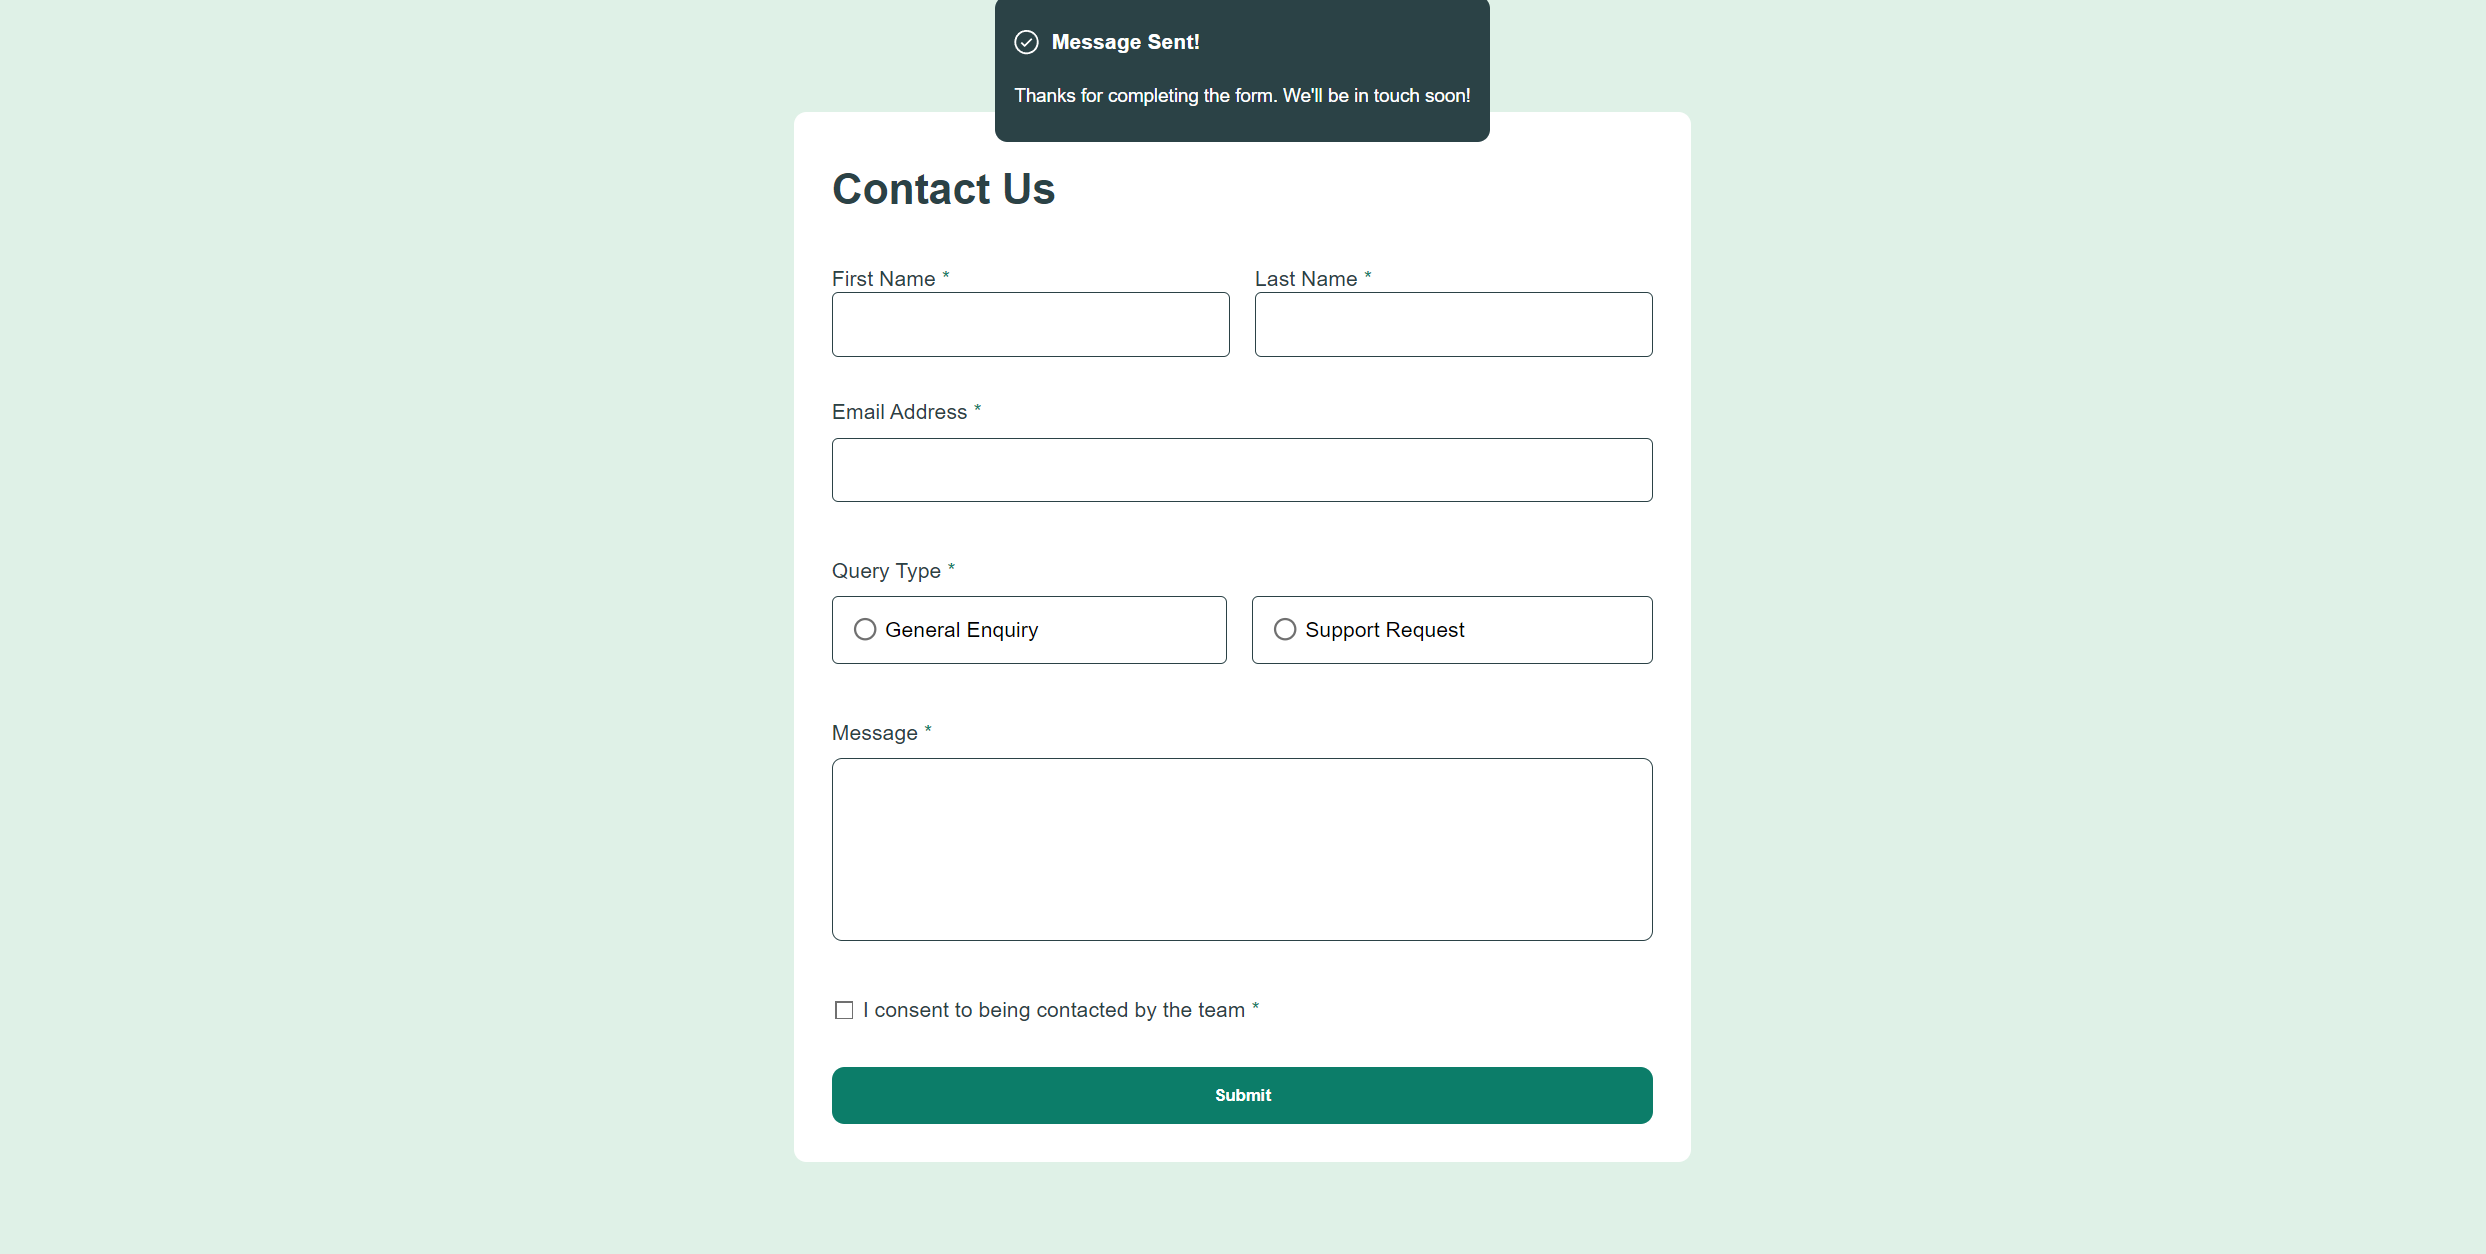 Message Sent!
Thanks for completing the form. We'll be in touch soon!
Contact Us
First Name *
Last Name *
Email Address *
Query Type *
General Enquiry
Support Request
Message *
I consent to being contacted by the team *
Submit